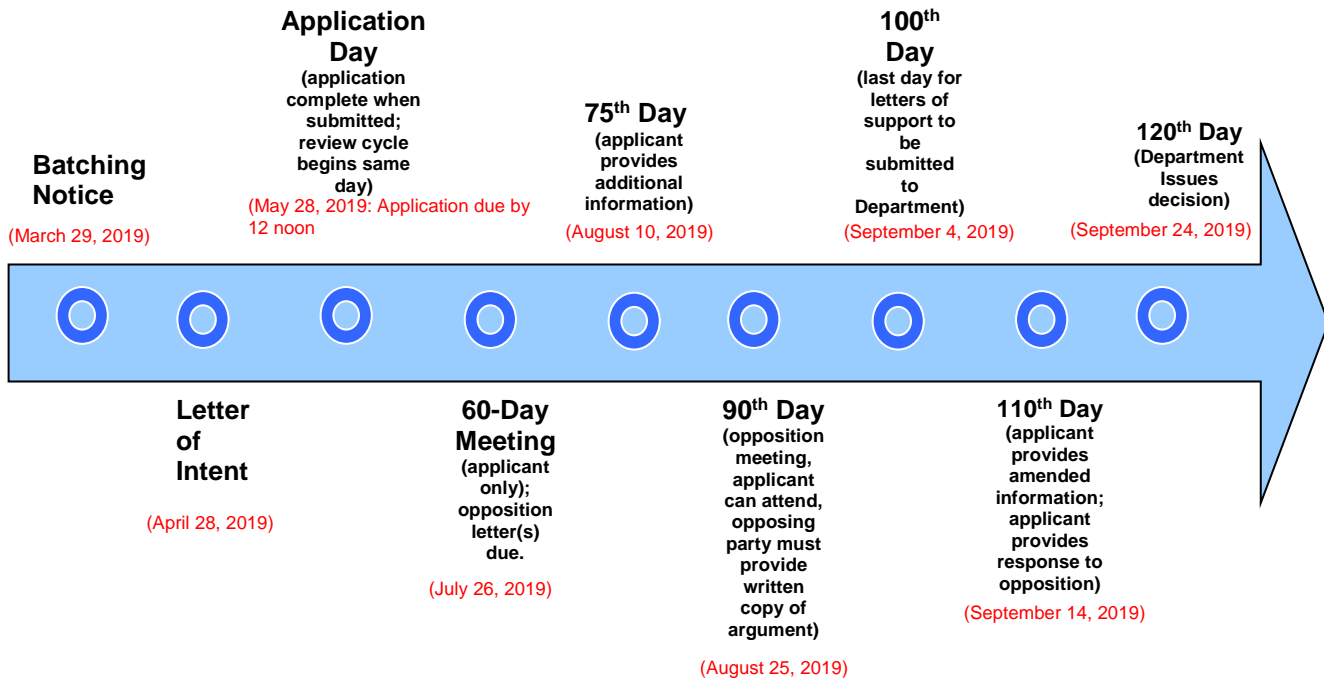 Batching
Notice
(March 29, 2019)
Letter
of
Intent
(April 28, 2019)
Application
Day
(application
complete when
submitted;
review cycle
begins same
day)
(May 28, 2019: Application due by
12 noon
60-Day
Meeting
(applicant
only);
opposition
letter(s)
due.
(July 26, 2019)
75th Day
(applicant
provides
additional
information)
(August 10, 2019)
90th Day
(opposition
meeting,
applicant
can attend,
opposing
party must
provide
written
copy of
argument)
(August 25, 2019)
100th
Day
(last day for
letters of
support to
be
submitted
to
Department)
(September 4, 2019)
110th Day
(applicant
provides
amended
information;
applicant
provides
response to
opposition)
(September 14, 2019)
120th Day
(Department
Issues
decision)
(September 24, 2019)